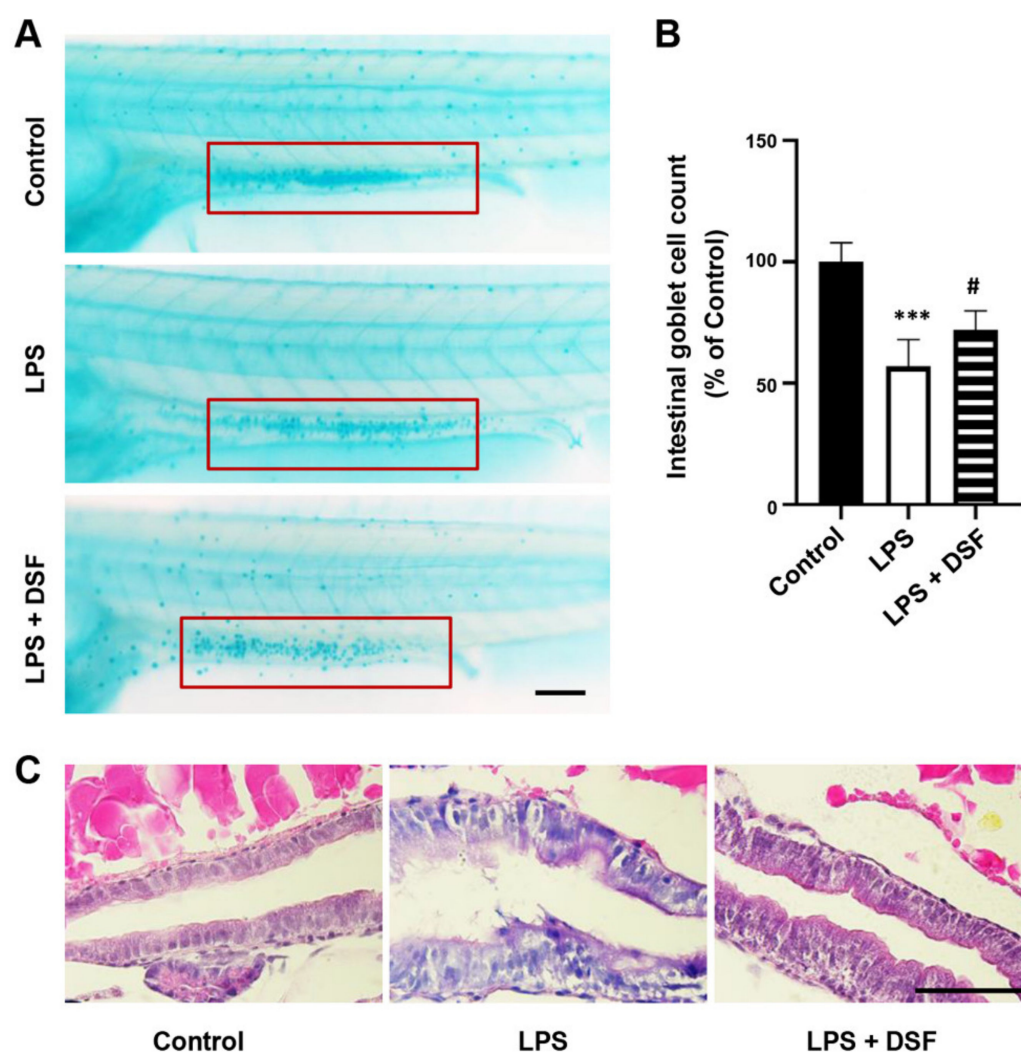 A
Control
LPS
LPS + DSF
B
Intestinal goblet cell count
(% of Control)
150
100
50
0
***
#
Control
LPS
LPS + DSF
C
Control
LPS
LPS + DSF